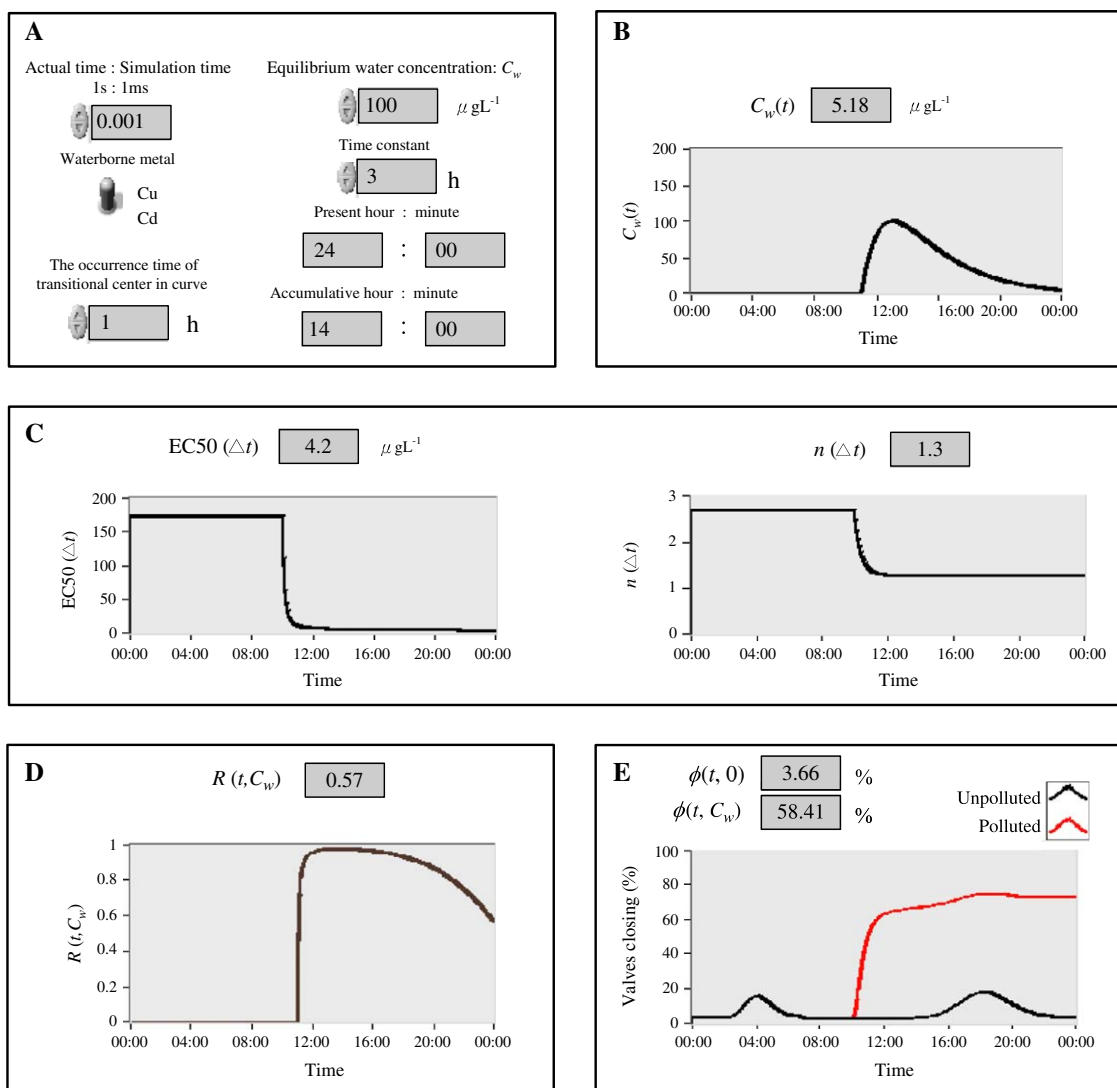 A
Actual time : Simulation time
1s : 1ms
0.001
Waterborne metal
Cu
Cd
The occurrence time of
transitional center in curve
1 h
Equilibrium water concentration: Cw
100 μgL-1
Time constant
3 h
Present hour : minute
24 : 00
Accumulative hour : minute
14 : 00
B
Cw(t) 5.18 μgL-1
Cw(t)
200
150
100
50
0
00:00 04:00 08:00 12:00 16:00 20:00 00:00
Time
C
EC50 (△t) 4.2 μgL-1
EC50 (△t)
200
150
100
50
0
00:00 04:00 08:00 12:00 16:00 20:00 00:00
Time
n (△t) 1.3
n (△t)
3
2
1
0
00:00 04:00 08:00 12:00 16:00 20:00 00:00
Time
D
R (t,Cw) 0.57
R (t,Cw)
1
0.8
0.6
0.4
0.2
0
00:00 04:00 08:00 12:00 16:00 20:00 00:00
Time
E
ϕ(t, 0) 3.66 %
ϕ(t, Cw) 58.41 %
Unpolluted
Polluted
Valves closing (%)
100
80
60
40
20
0
00:00 04:00 08:00 12:00 16:00 20:00 00:00
Time